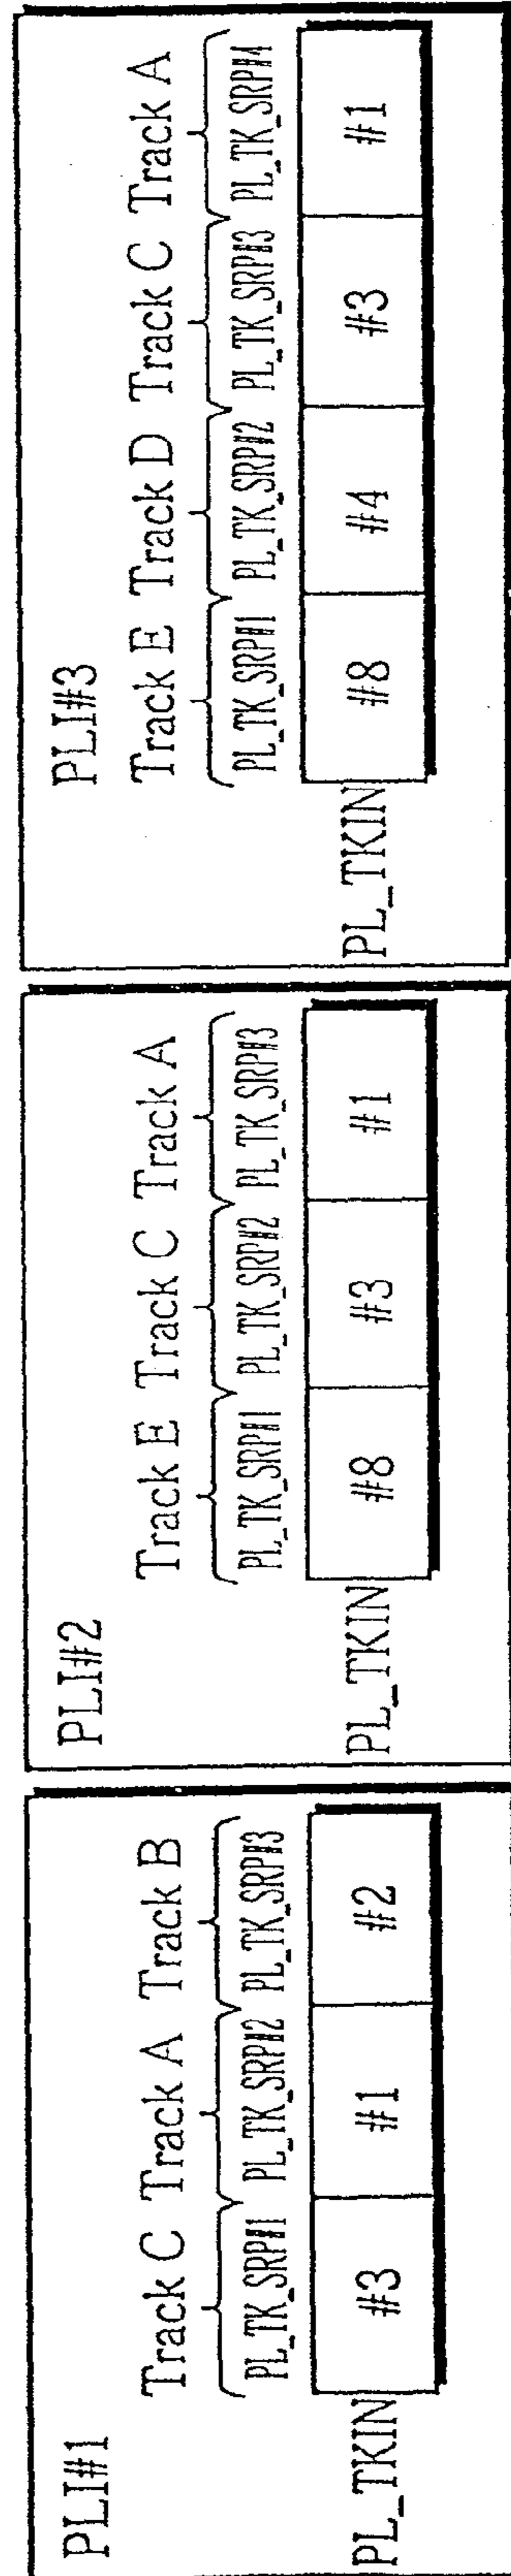 PLI#1
Track C Track A Track B
PL_TK_SRP#1 PL_TK_SRP#2 PL_TK_SRP#3
PL_TKIN #3 #1 #2
PLI#2
Track E Track C Track A
PL_TK_SRP#1 PL_TK_SRP#2 PL_TK_SRP#3
PL_TKIN #8 #3 #1
PLI#3
Track E Track D Track C Track A
PL_TK_SRP#1 PL_TK_SRP#2 PL_TK_SRP#3 PL_TK_SRP#4
PL_TKIN #8 #4 #3 #1